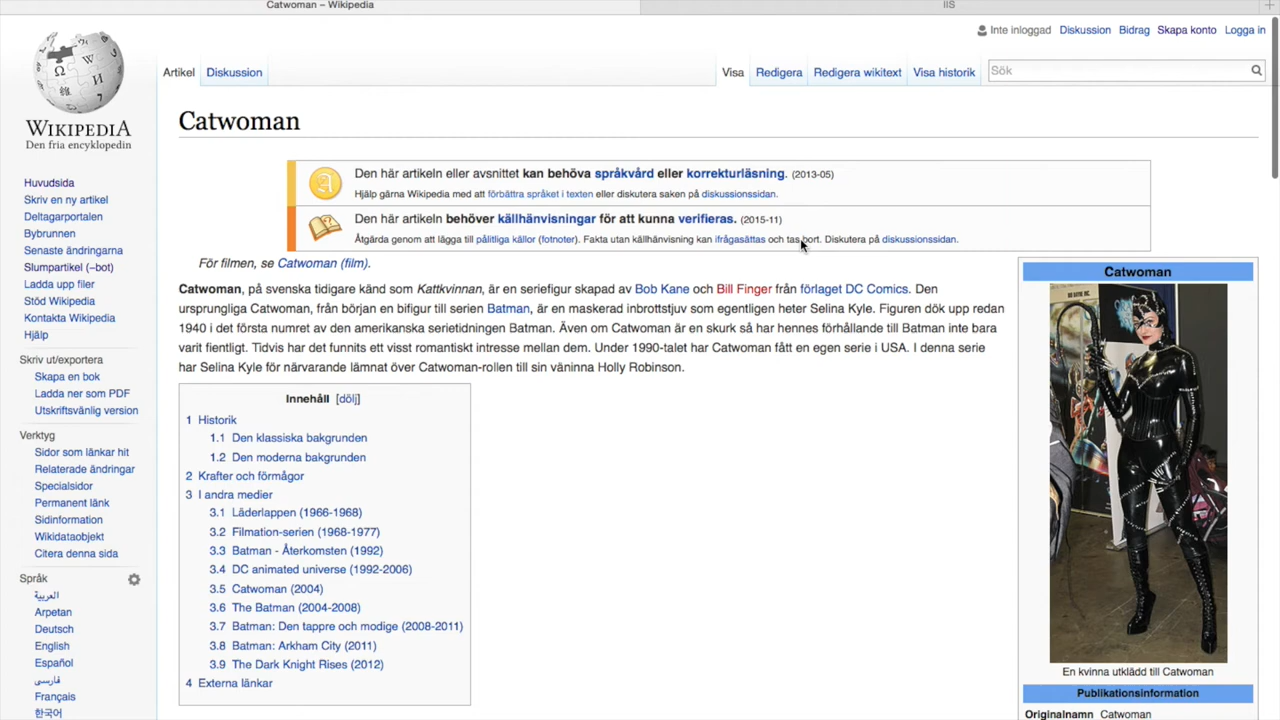 Catwoman – Wikipedia
IIS
Inte inloggad Diskussion Bidrag Skapa konto Logga in
Artikel Diskussion
Visa Redigera Redigera wikitext Visa historik
Sök
WIKIPEDIA
Den fria encyklopedin
Huvudsida
Skriv en ny artikel
Deltagarportalen
Bybrunnen
Senaste ändringarna
Slumpartikel (−bot)
Ladda upp filer
Stöd Wikipedia
Kontakta Wikipedia
Hjälp
Skriv ut/exportera
Skapa en bok
Ladda ner som PDF
Utskriftsvänlig version
Verktyg
Sidor som länkar hit
Relaterade ändringar
Specialsidor
Permanent länk
Sidinformation
Wikidataobjekt
Citera denna sida
Språk
العربية
Arpetan
Deutsch
English
Español
فارسی
Français
한국어
Catwoman
Den här artikeln eller avsnittet kan behöva språkvård eller korrekturläsning. (2013-05)
Hjälp gärna Wikipedia med att förbättra språket i texten eller diskutera saken på diskussionssidan.
Den här artikeln behöver källhänvisningar för att kunna verifieras. (2015-11)
Åtgärda genom att lägga till pålitliga källor (fotnoter). Fakta utan källhänvisning kan ifrågasättas och tas bort. Diskutera på diskussionssidan.
För filmen, se Catwoman (film).
Catwoman, på svenska tidigare känd som Kattkvinnan, är en seriefigur skapad av Bob Kane och Bill Finger från förlaget DC Comics. Den
ursprungliga Catwoman, från början en bifigur till serien Batman, är en maskerad inbrottstjuv som egentligen heter Selina Kyle. Figuren dök upp redan
1940 i det första numret av den amerikanska serietidningen Batman. Även om Catwoman är en skurk så har hennes förhållande till Batman inte bara
varit fientligt. Tidvis har det funnits ett visst romantiskt intresse mellan dem. Under 1990-talet har Catwoman fått en egen serie i USA. I denna serie
har Selina Kyle för närvarande lämnat över Catwoman-rollen till sin väninna Holly Robinson.
Innehåll [dölj]
1 Historik
1.1 Den klassiska bakgrunden
1.2 Den moderna bakgrunden
2 Krafter och förmågor
3 I andra medier
3.1 Läderlappen (1966-1968)
3.2 Filmation-serien (1968-1977)
3.3 Batman - Återkomsten (1992)
3.4 DC animated universe (1992-2006)
3.5 Catwoman (2004)
3.6 The Batman (2004-2008)
3.7 Batman: Den tappre och modige (2008-2011)
3.8 Batman: Arkham City (2011)
3.9 The Dark Knight Rises (2012)
4 Externa länkar
Catwoman
En kvinna utklädd till Catwoman
Publikationsinformation
Originalnamn Catwoman